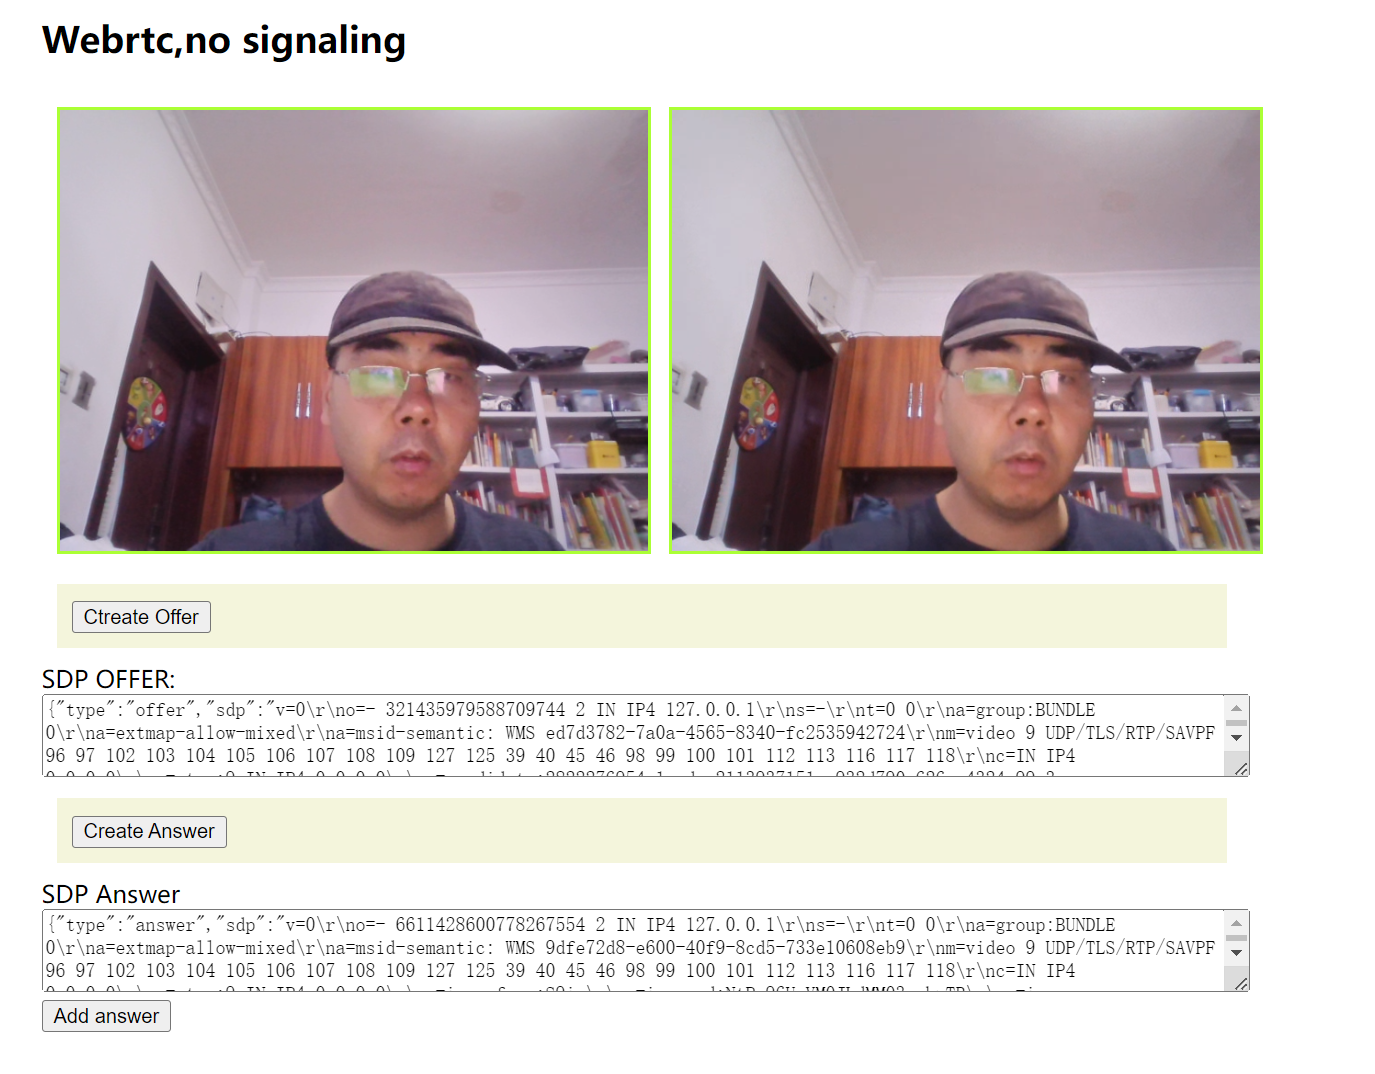 Webrtc,no signaling
Ctreate Offer
SDP OFFER:
{"type":"offer","sdp":"v=0\r\no=- 321435979588709744 2 IN IP4 127.0.0.1\r\ns=-\r\nt=0 0\r\na=group:BUNDLE
0\r\na=extmap-allow-mixed\r\na=msid-semantic: WMS ed7d3782-7a0a-4565-8340-fc2535942724\r\nm=video 9 UDP/TLS/RTP/SAVPF
96 97 102 103 104 105 106 107 108 109 127 125 39 40 45 46 98 99 100 101 112 113 116 117 118\r\nc=IN IP4
Create Answer
SDP Answer
{"type":"answer","sdp":"v=0\r\no=- 6611428600778267554 2 IN IP4 127.0.0.1\r\ns=-\r\nt=0 0\r\na=group:BUNDLE
0\r\na=extmap-allow-mixed\r\na=msid-semantic: WMS 9dfe72d8-e600-40f9-8cd5-733e10608eb9\r\nm=video 9 UDP/TLS/RTP/SAVPF
96 97 102 103 104 105 106 107 108 109 127 125 39 40 45 46 98 99 100 101 112 113 116 117 118\r\nc=IN IP4
Add answer